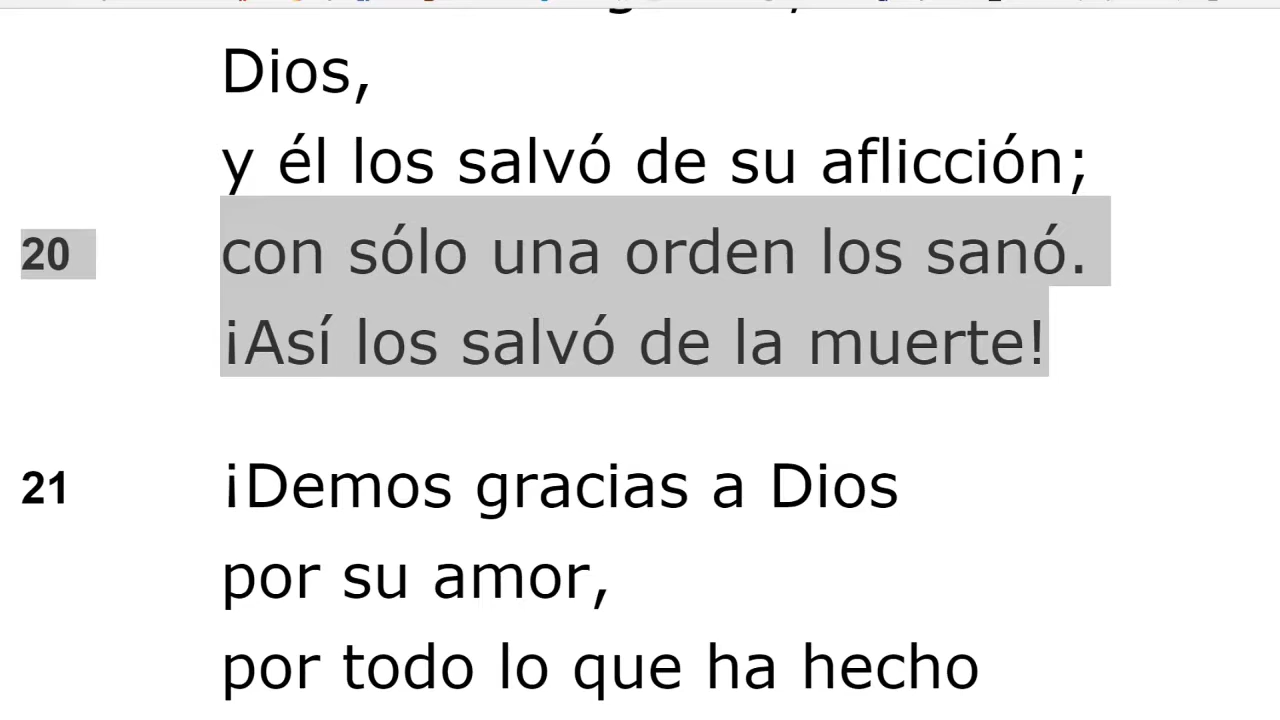 Dios,
y él los salvó de su aflicción;
20 con sólo una orden los sanó.
¡Así los salvó de la muerte!
21 ¡Demos gracias a Dios
por su amor,
por todo lo que ha hecho